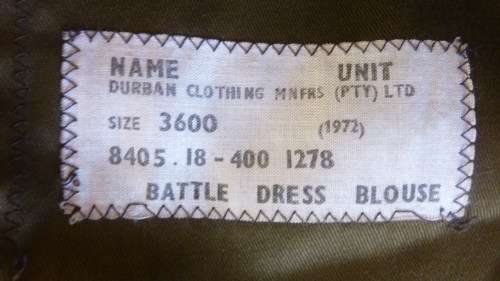 NAME UNIT
DURBAN CLOTHING MNFRS (PTY) LTD
SIZE 3600 (1972)
8405.18-400 1278
BATTLE DRESS BLOUSE